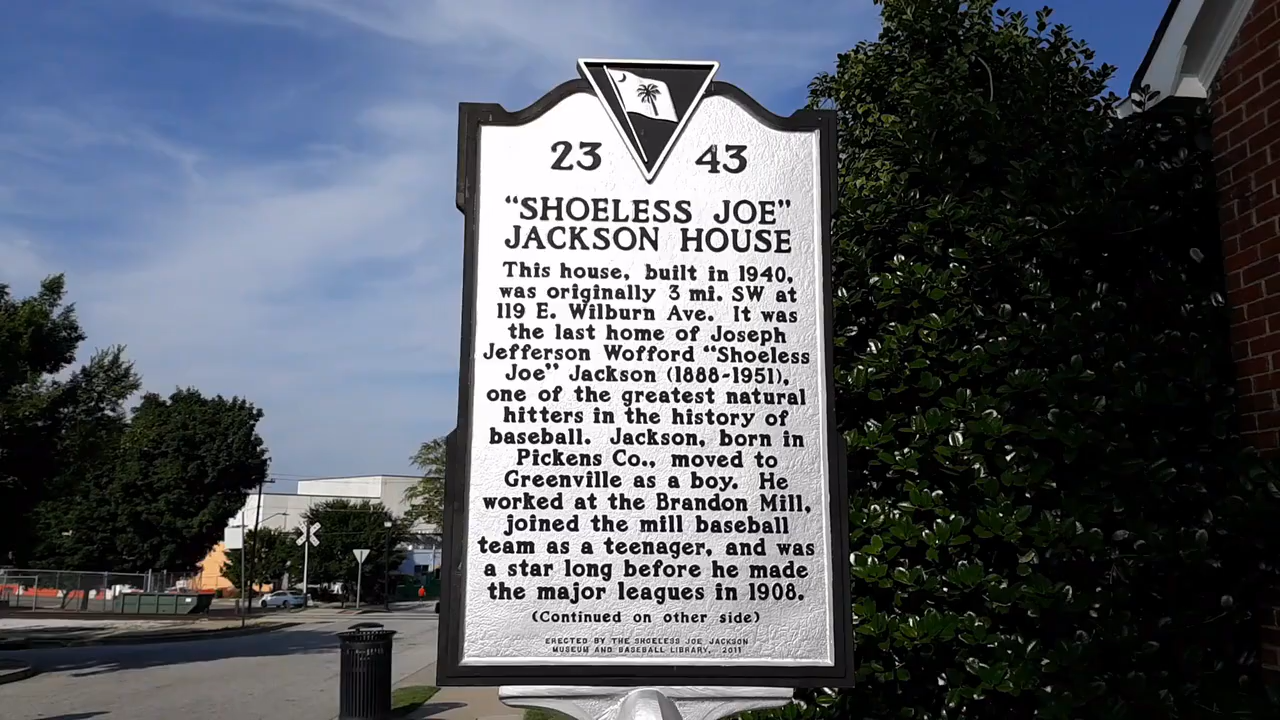 23 43
“SHOELESS JOE”
JACKSON HOUSE
This house, built in 1940,
was originally 3 mi. SW at
119 E. Wilburn Ave. It was
the last home of Joseph
Jefferson Wofford “Shoeless
Joe” Jackson (1888-1951),
one of the greatest natural
hitters in the history of
baseball. Jackson, born in
Pickens Co., moved to
Greenville as a boy. He
worked at the Brandon Mill,
joined the mill baseball
team as a teenager, and was
a star long before he made
the major leagues in 1908.
(Continued on other side)
ERECTED BY THE SHOELESS JOE JACKSON
MUSEUM AND BASEBALL LIBRARY, 2011